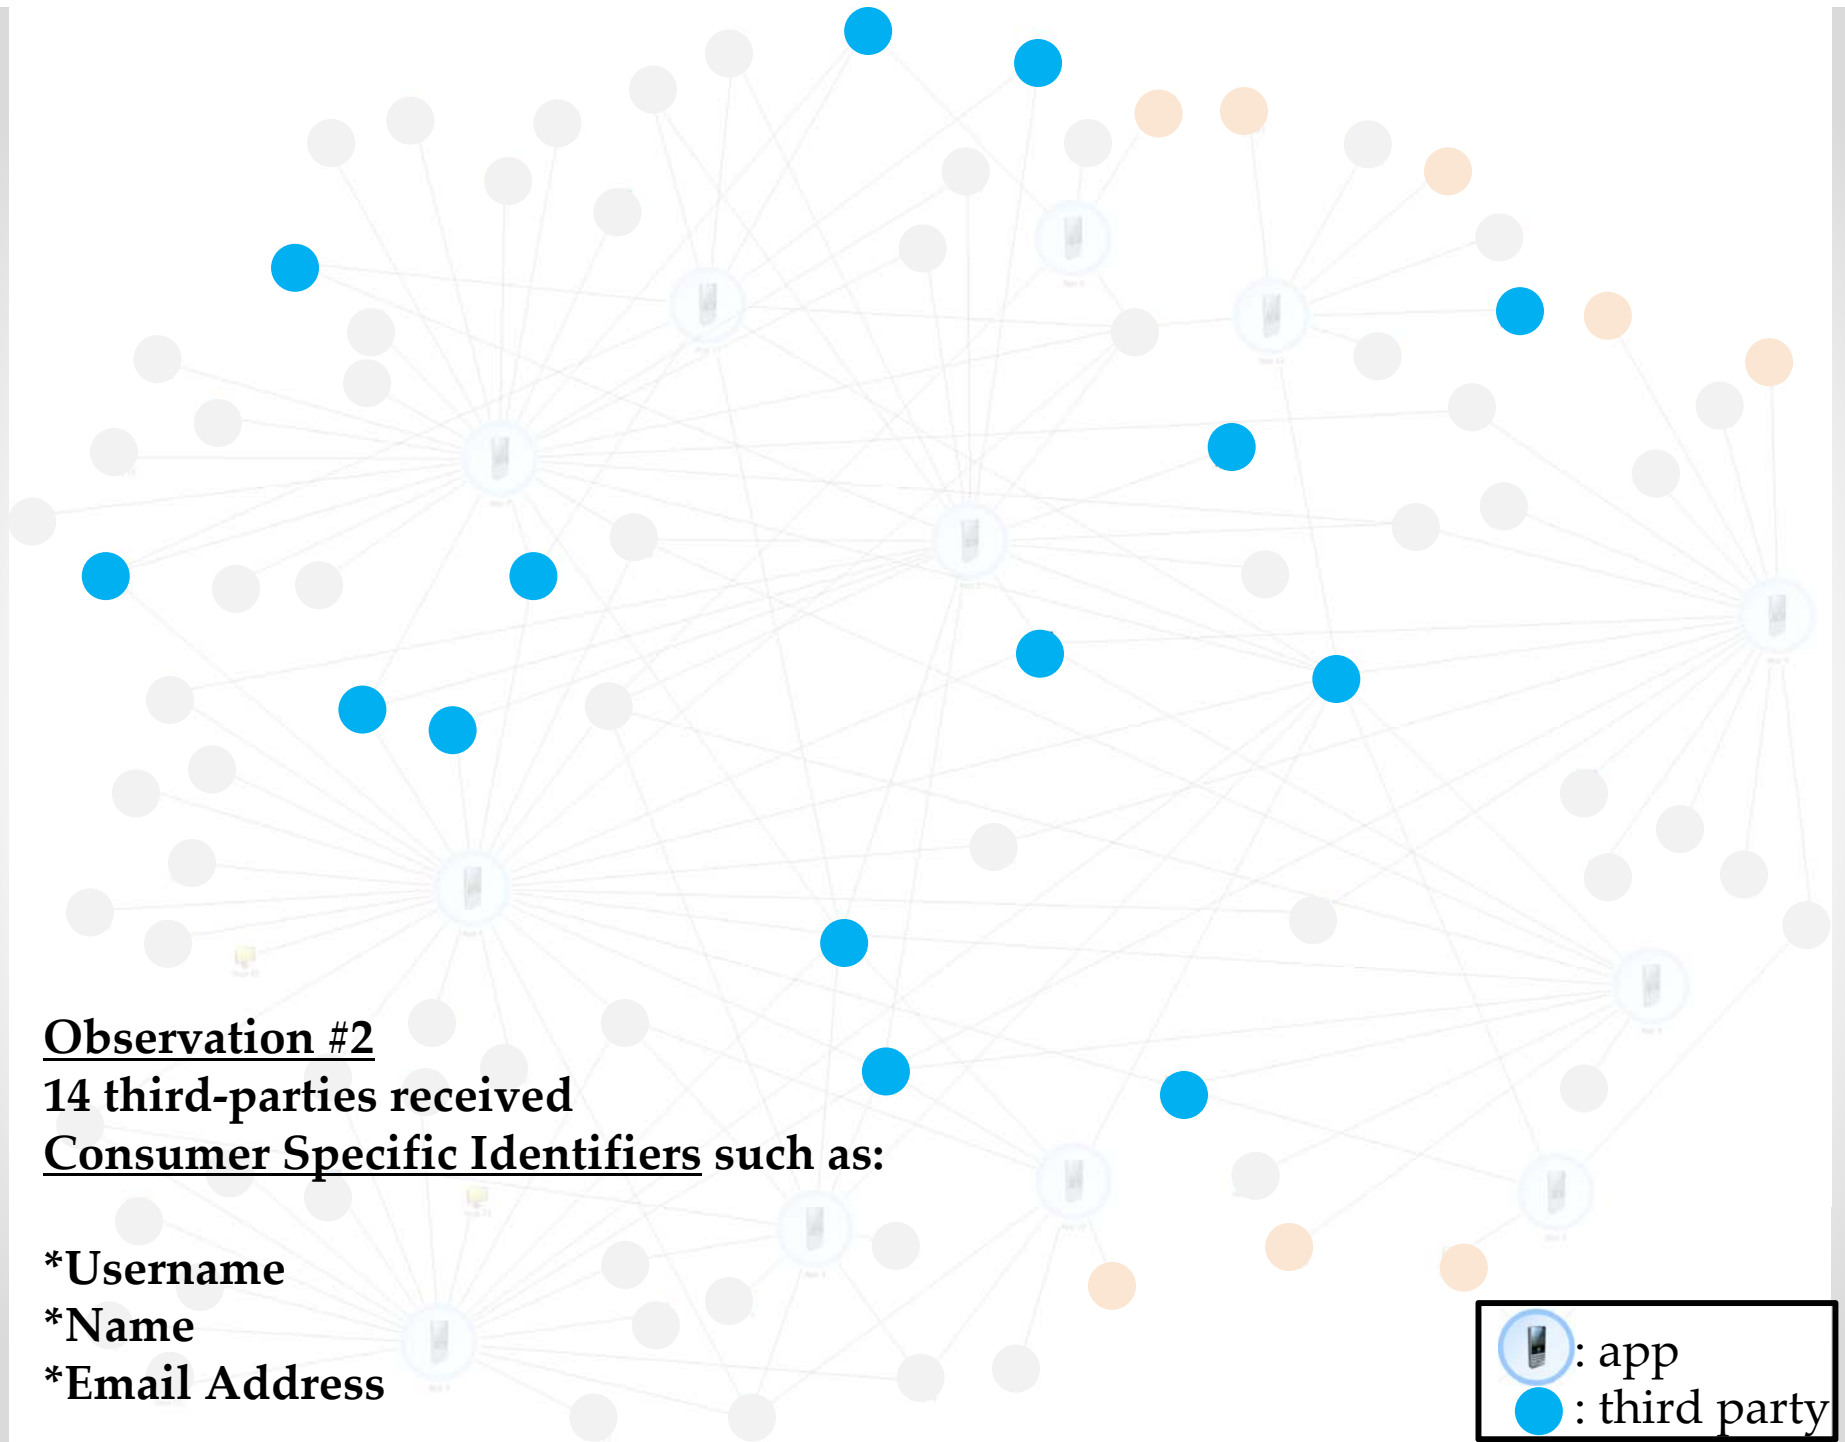 Observation #2
14 third-parties received
Consumer Specific Identifiers such as:
*Username
*Name
*Email Address
: app
: third party